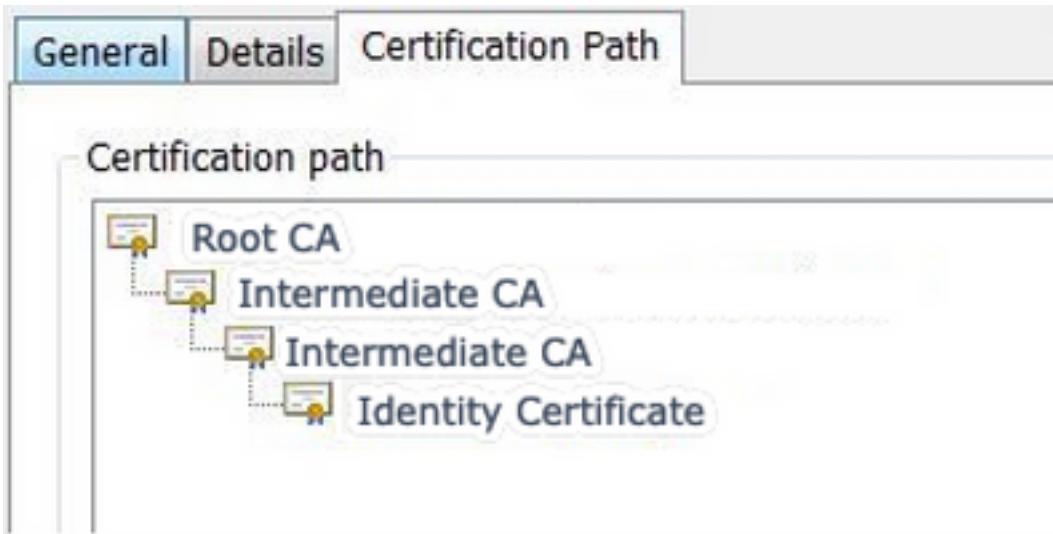 General Details Certification Path
Certification path
Root CA
Intermediate CA
Intermediate CA
Identity Certificate